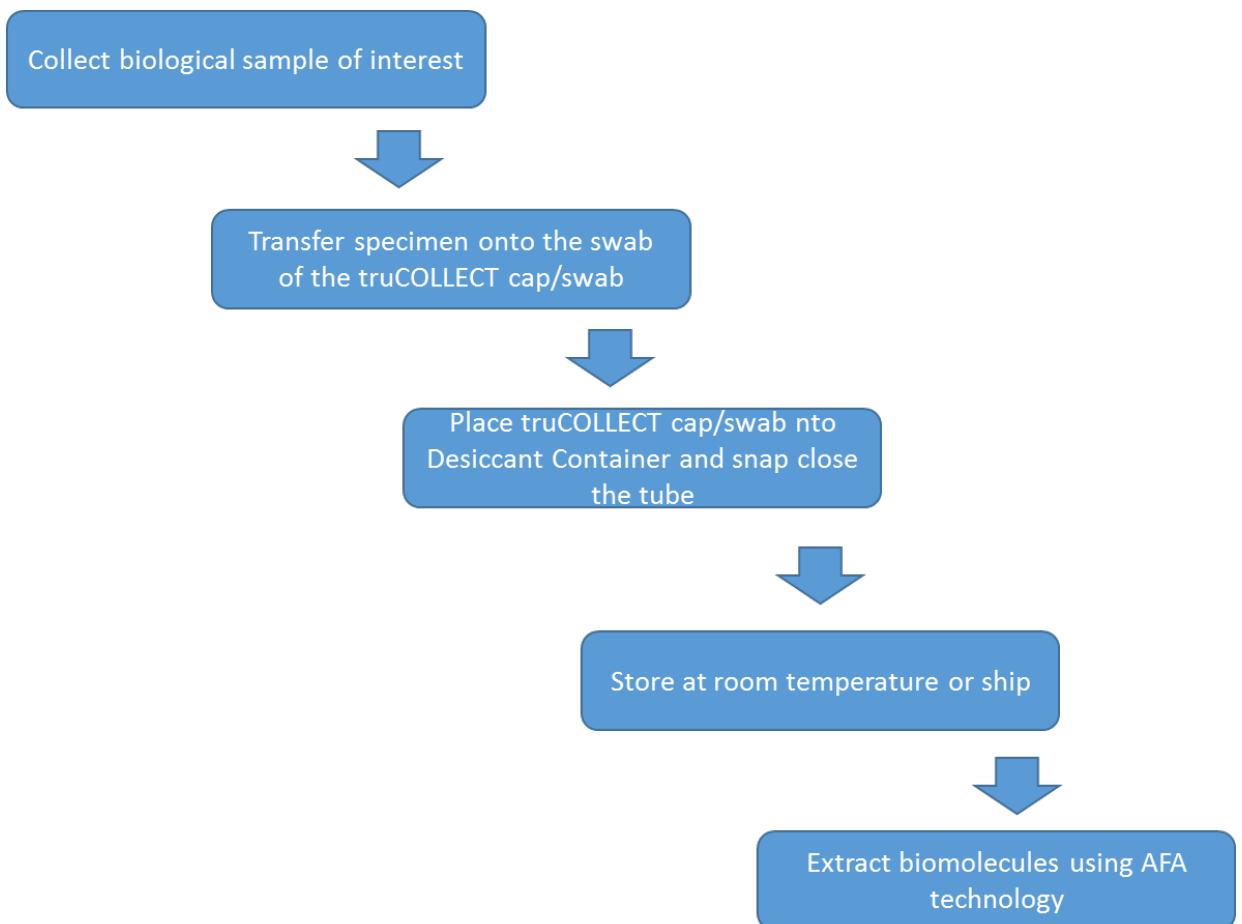 Collect biological sample of interest
Transfer specimen onto the swab
of the truCOLLECT cap/swab
Place truCOLLECT cap/swab nto
Desiccant Container and snap close
the tube
Store at room temperature or ship
Extract biomolecules using AFA
technology